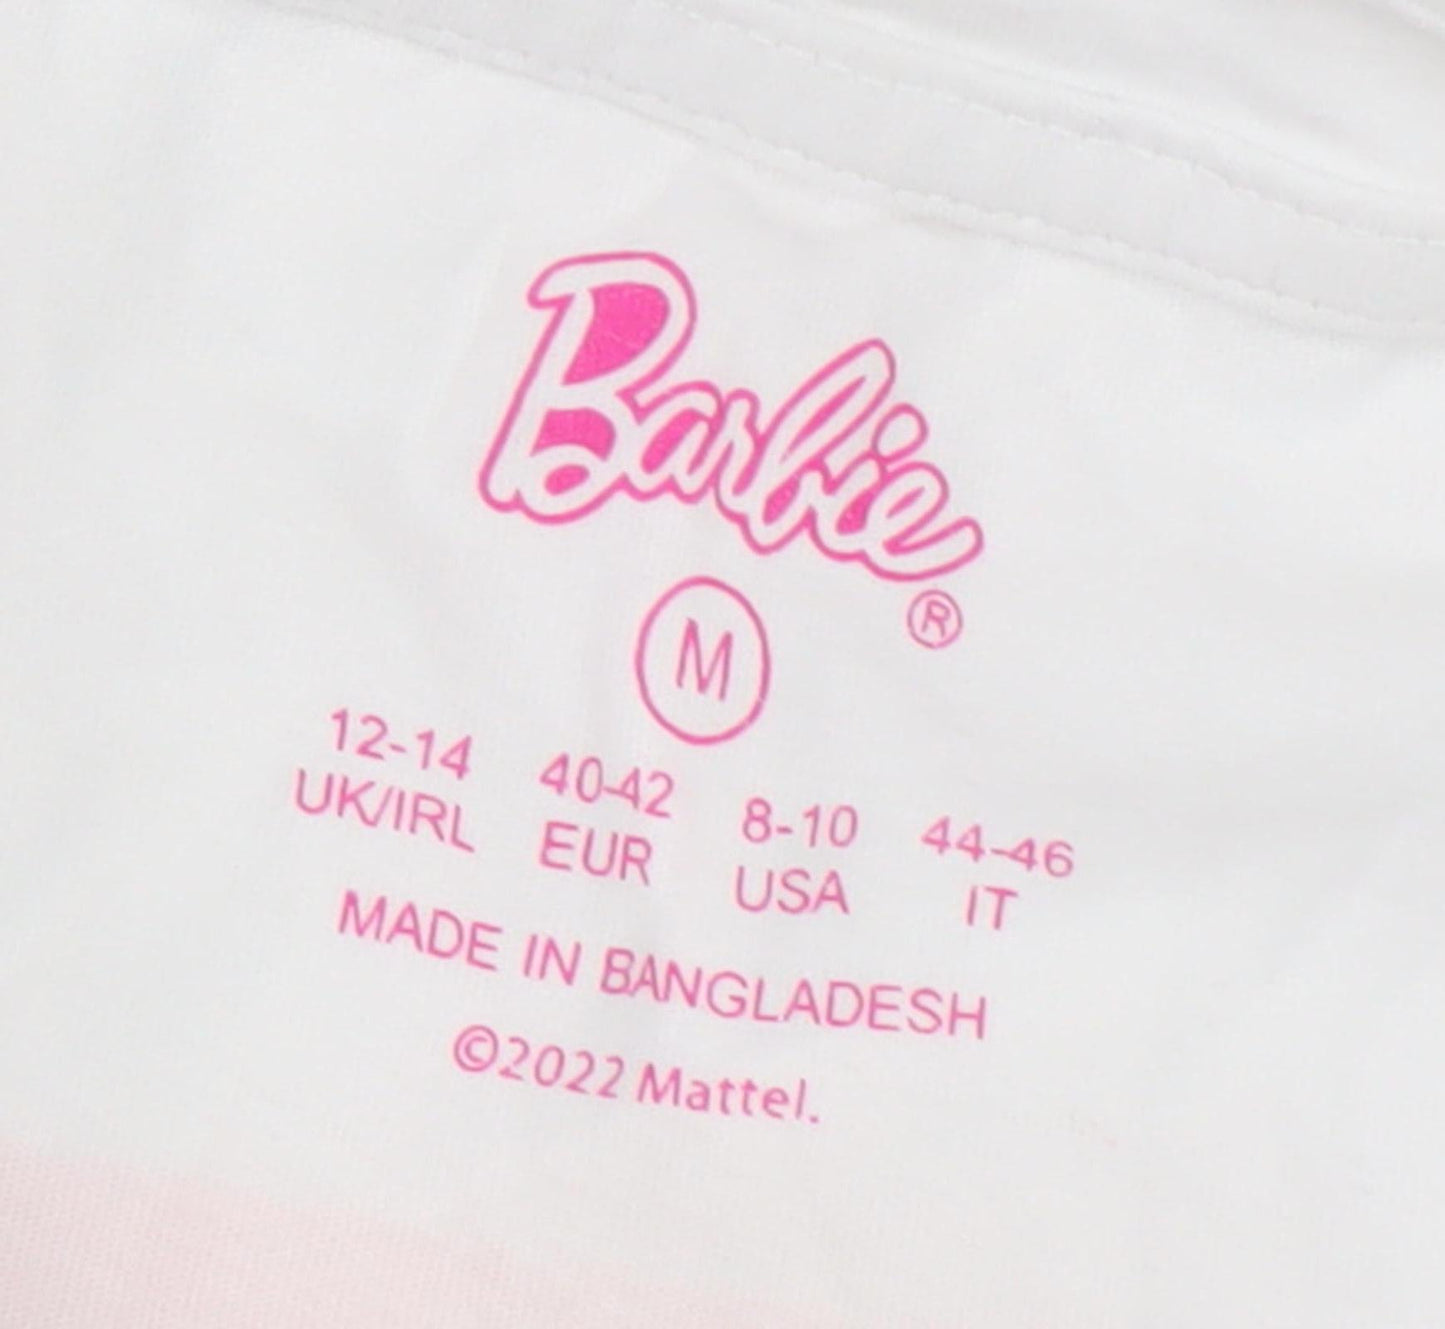 Barbie®
M
12-14 40-42 8-10 44-46
UK/IRL EUR USA IT
MADE IN BANGLADESH
©2022 Mattel.